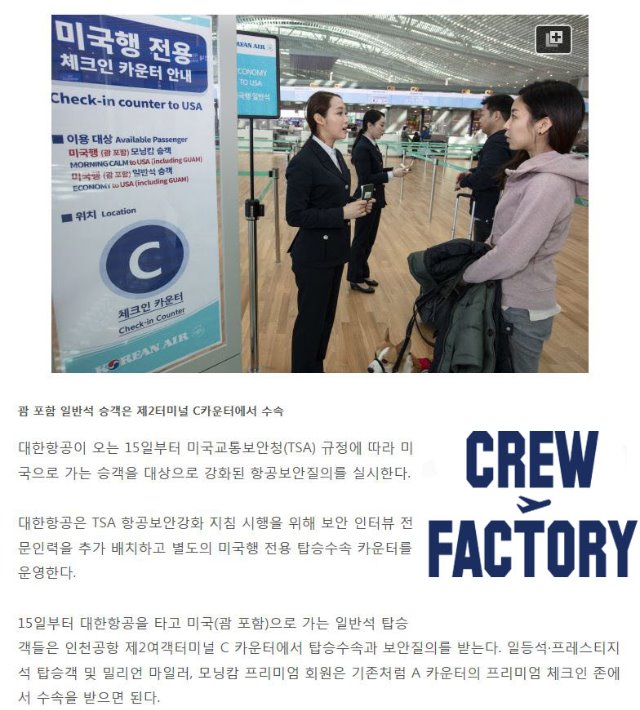 미국행 전용
체크인 카운터 안내
Check-in counter to USA
이용 대상 Available Passenger
미국행 (괌 포함) 모닝캄 승객
MORNING CALM to USA (including GUAM)
미국행 (괌 포함) 일반석 승객
ECONOMY to USA (including GUAM)
위치 Location
C
체크인 카운터
Check-in Counter
KOREAN AIR
KOREAN AIR
ECONOMY
TO USA
미국행 일반석
괌 포함 일반석 승객은 제2터미널 C카운터에서 수속
대한항공이 오는 15일부터 미국교통보안청(TSA) 규정에 따라 미
국으로 가는 승객을 대상으로 강화된 항공보안질의를 실시한다.
CREW
FACTORY
대한항공은 TSA 항공보안강화 지침 시행을 위해 보안 인터뷰 전
문인력을 추가 배치하고 별도의 미국행 전용 탑승수속 카운터를
운영한다.
15일부터 대한항공을 타고 미국(괌 포함)으로 가는 일반석 탑승
객들은 인천공항 제2여객터미널 C 카운터에서 탑승수속과 보안질의를 받는다. 일등석·프레스티지
석 탑승객 및 밀리언 마일러, 모닝캄 프리미엄 회원은 기존처럼 A 카운터의 프리미엄 체크인 존에
서 수속을 받으면 된다.